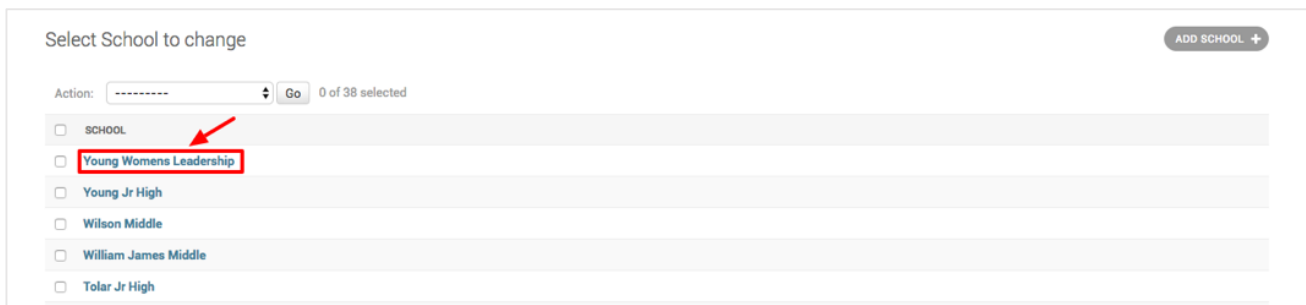 Select School to change
ADD SCHOOL +
Action: --------- Go 0 of 38 selected
SCHOOL
Young Womens Leadership
Young Jr High
Wilson Middle
William James Middle
Tolar Jr High